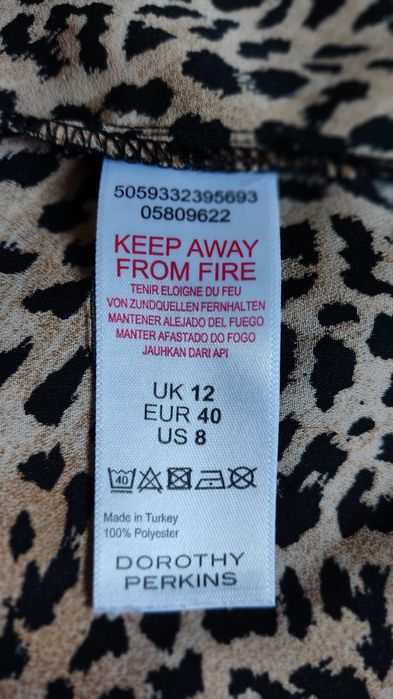 5059332395693
05809622
KEEP AWAY
FROM FIRE
TENIR ELOIGNE DU FEU
VON ZUNDQUELLEN FERNHALTEN
MANTENER ALEJADO DEL FUEGO
MANTER AFASTADO DO FOGO
JAUHKAN DARI API
UK 12
EUR 40
US 8
40
Made in Turkey
100% Polyester
DOROTHY
PERKINS